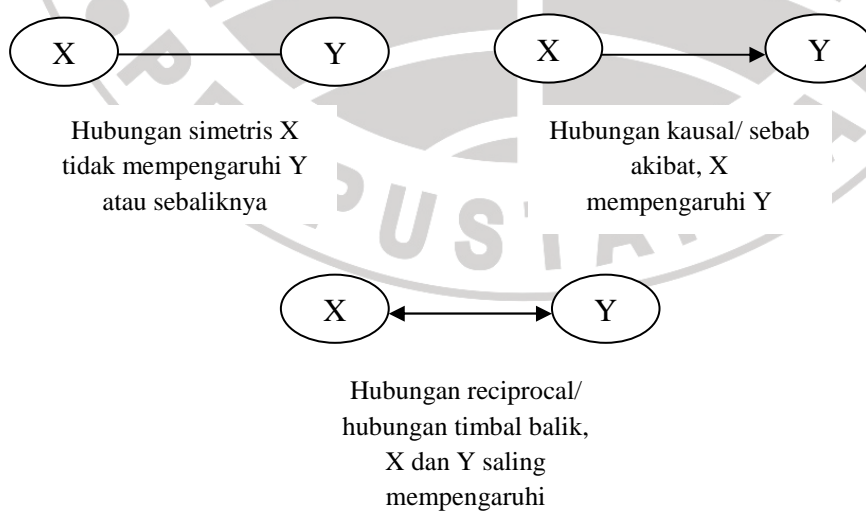 X
Y
X
Y
Hubungan simetris X
tidak mempengaruhi Y
atau sebaliknya
Hubungan kausal/ sebab
akibat, X
mempengaruhi Y
X
Y
Hubungan reciprocal/
hubungan timbal balik,
X dan Y saling
mempengaruhi